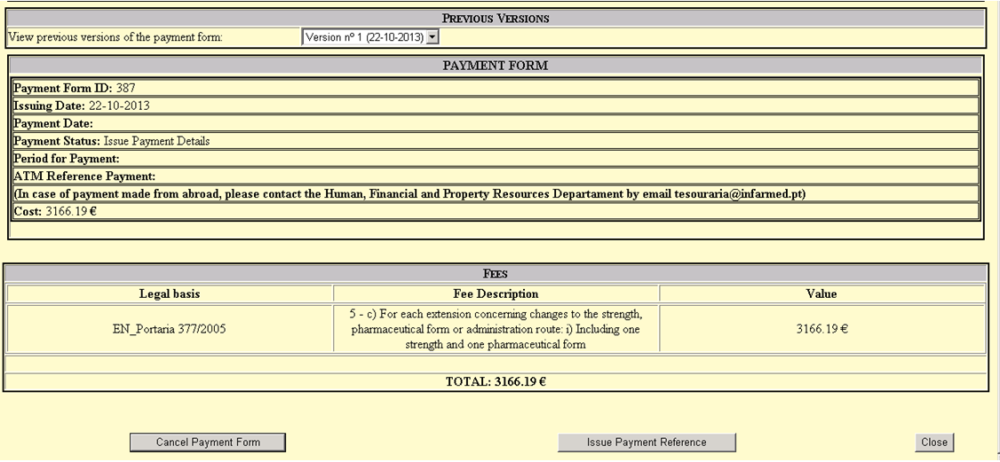 PREVIOUS VERSIONS
View previous versions of the payment form: Version nº 1 (22-10-2013)
PAYMENT FORM
Payment Form ID: 387
Issuing Date: 22-10-2013
Payment Date:
Payment Status: Issue Payment Details
Period for Payment:
ATM Reference Payment:
(In case of payment made from abroad, please contact the Human, Financial and Property Resources Departament by email tesouraria@infarmed.pt)
Cost: 3166.19 €
FEES
Legal basis Fee Description Value
5 - c) For each extension concerning changes to the strength,
EN_Portaria 377/2005 pharmaceutical form or administration route: i) Including one 3166.19 €
strength and one pharmaceutical form
TOTAL: 3166.19 €
Cancel Payment Form Issue Payment Reference Close